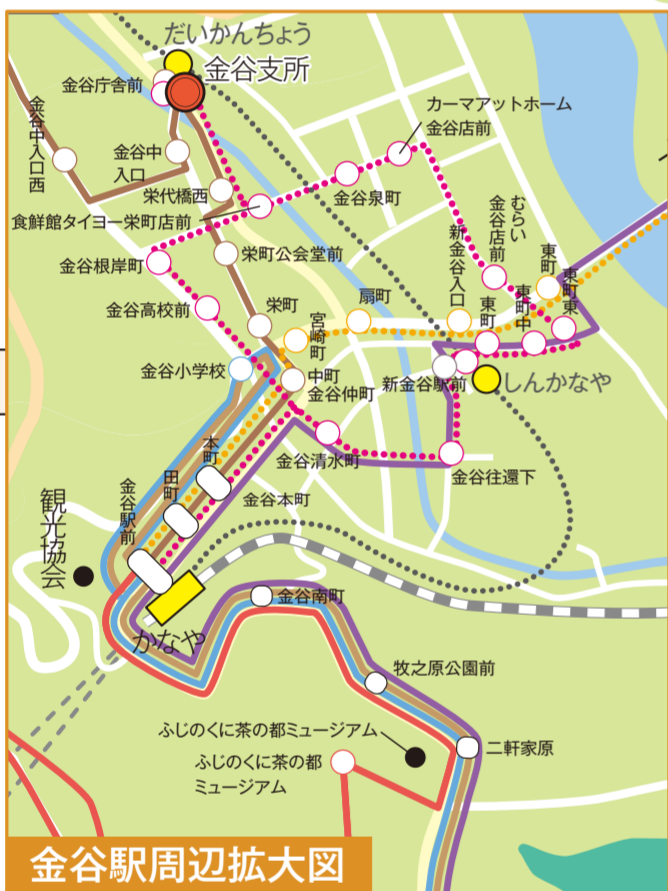 だいかんちょう
金谷支所
金谷庁舎前
カーマアットホーム
金谷店前
金谷中入口西
金谷中
入口
栄代橋西
金谷泉町
食鮮館タイヨー栄町店前
むらい
金谷店前
金谷根岸町
栄町公会堂前
新金谷入口
東町
東町東
金谷高校前
栄町
扇町
東町
東町中
宮崎町
金谷小学校
中町
金谷仲町
新金谷駅前
しんかなや
本町
金谷清水町
金谷往還下
田町
金谷本町
金谷駅前
観光協会
金谷南町
かなや
牧之原公園前
ふじのくに茶の都ミュージアム
二軒家原
ふじのくに茶の都
ミュージアム
金谷駅周辺拡大図